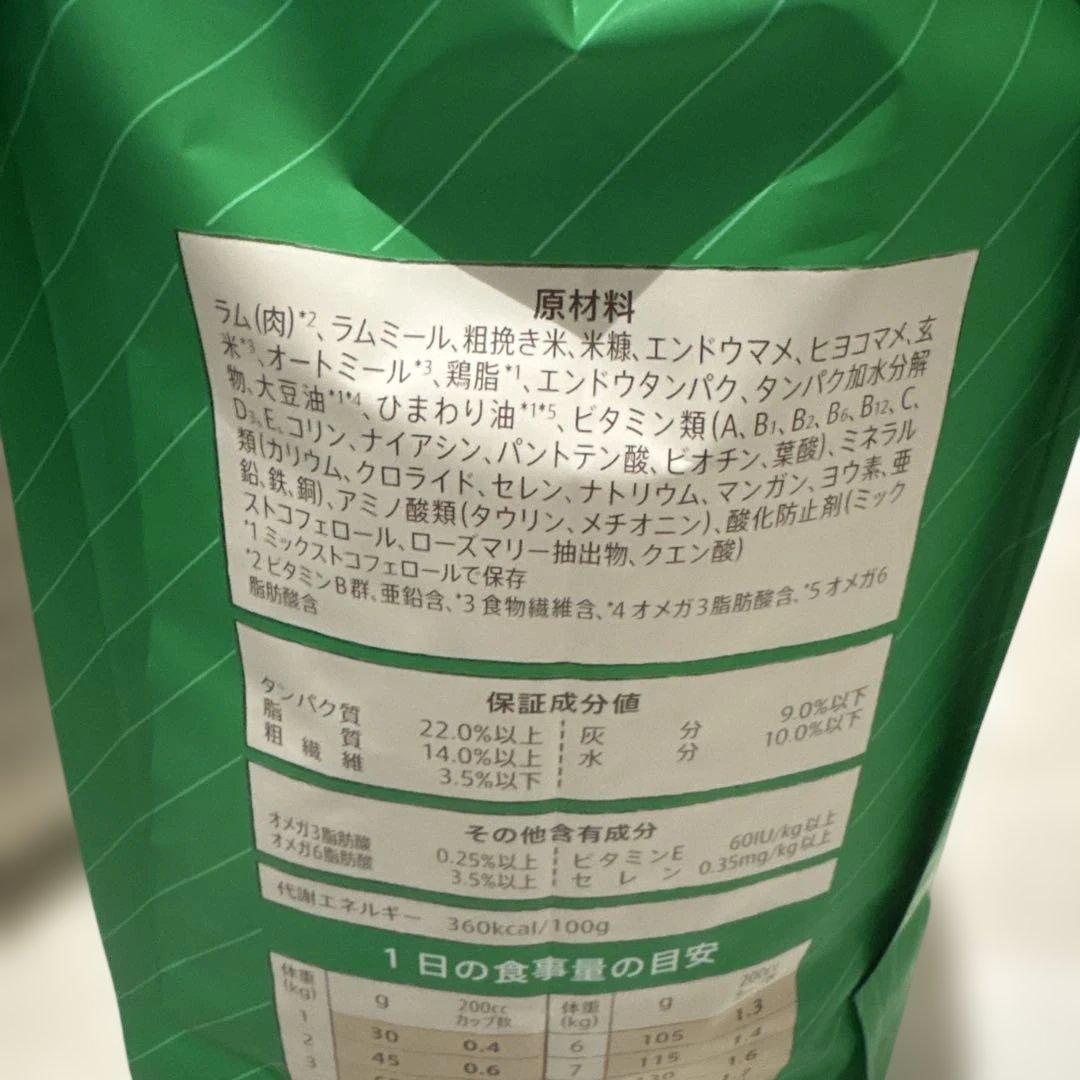 原材料
ラム(肉)*2、ラムミール、粗挽き米、米糠、エンドウマメ、ヒヨコマメ、玄
米*3、オートミール*3、鶏脂*1、エンドウタンパク、タンパク加水分解
物、大豆油*1*4、ひまわり油*1*5、ビタミン類(A、B1、B2、B6、B12、C、
D3、E、コリン、ナイアシン、パントテン酸、ビオチン、葉酸)、ミネラル
類(カリウム、クロライド、セレン、ナトリウム、マンガン、ヨウ素、亜
鉛、鉄、銅)、アミノ酸類(タウリン、メチオニン)、酸化防止剤(ミック
ストコフェロール、ローズマリー抽出物、クエン酸)
*1 ミックストコフェロールで保存
*2 ビタミンB群、亜鉛含、*3 食物繊維含、*4 オメガ3脂肪酸含、*5 オメガ6
脂肪酸含
保証成分値
タンパク質 22.0%以上 灰分 9.0%以下
脂質 14.0%以上 水分 10.0%以下
粗繊維 3.5%以下
その他含有成分
オメガ3脂肪酸 0.25%以上 ビタミンE 60IU/kg以上
オメガ6脂肪酸 3.5%以上 セレン 0.35mg/kg以上
代謝エネルギー 360kcal/100g
1日の食事量の目安
体重(kg) g 200ccカップ数 体重(kg) g 200cc
1 30 0.4 6 105 1.3
2 45 0.6 7 115 1.4
3 1.6